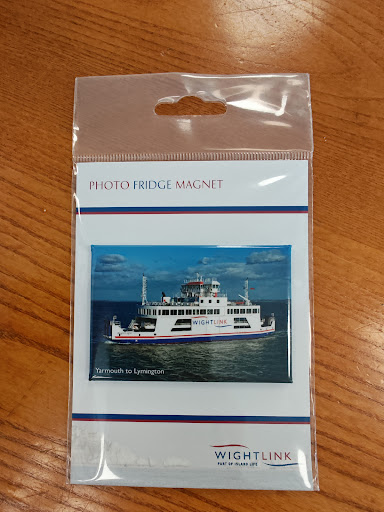 PHOTO FRIDGE MAGNET
WIGHTLINK
Yarmouth to Lymington
WIGHTLINK
PART OF ISLAND LIFE